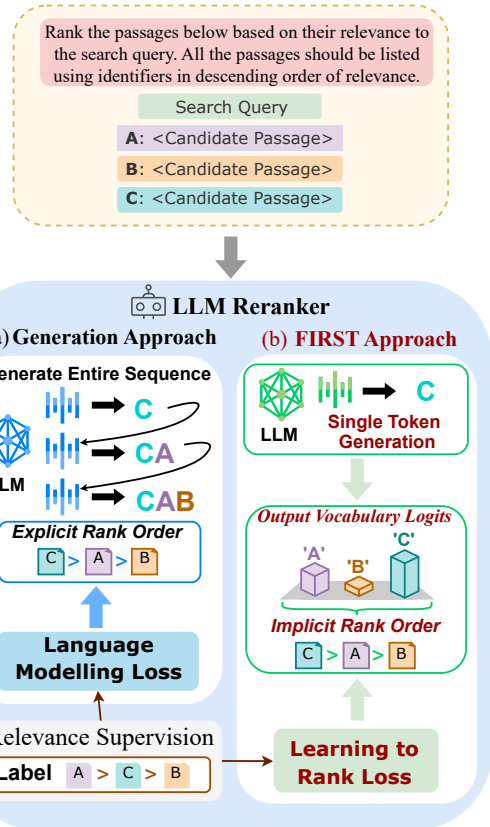 Rank the passages below based on their relevance to
the search query. All the passages should be listed
using identifiers in descending order of relevance.
Search Query
A: <Candidate Passage>
B: <Candidate Passage>
C: <Candidate Passage>
LLM Reranker
) Generation Approach
enerate Entire Sequence
C
CA
LM
CAB
Explicit Rank Order
C > A > B
Language
Modelling Loss
(b) FIRST Approach
C
LLM
Single Token
Generation
Output Vocabulary Logits
'A'
'B'
'C'
Implicit Rank Order
C > A > B
Learning to
Rank Loss
elevance Supervision
Label A > C > B